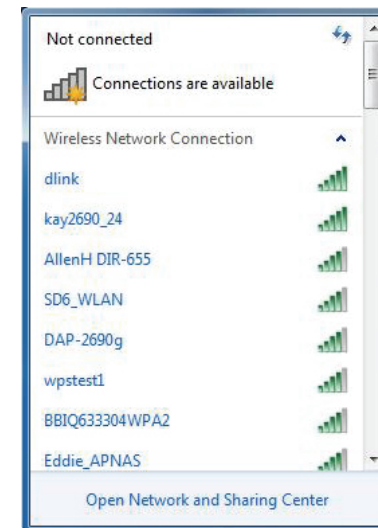 Not connected
Connections are available
Wireless Network Connection
dlink
kay2690_24
AllenH DIR-655
SD6_WLAN
DAP-2690g
wpstest1
BBIQ633304WPA2
Eddie_APNAS
Open Network and Sharing Center